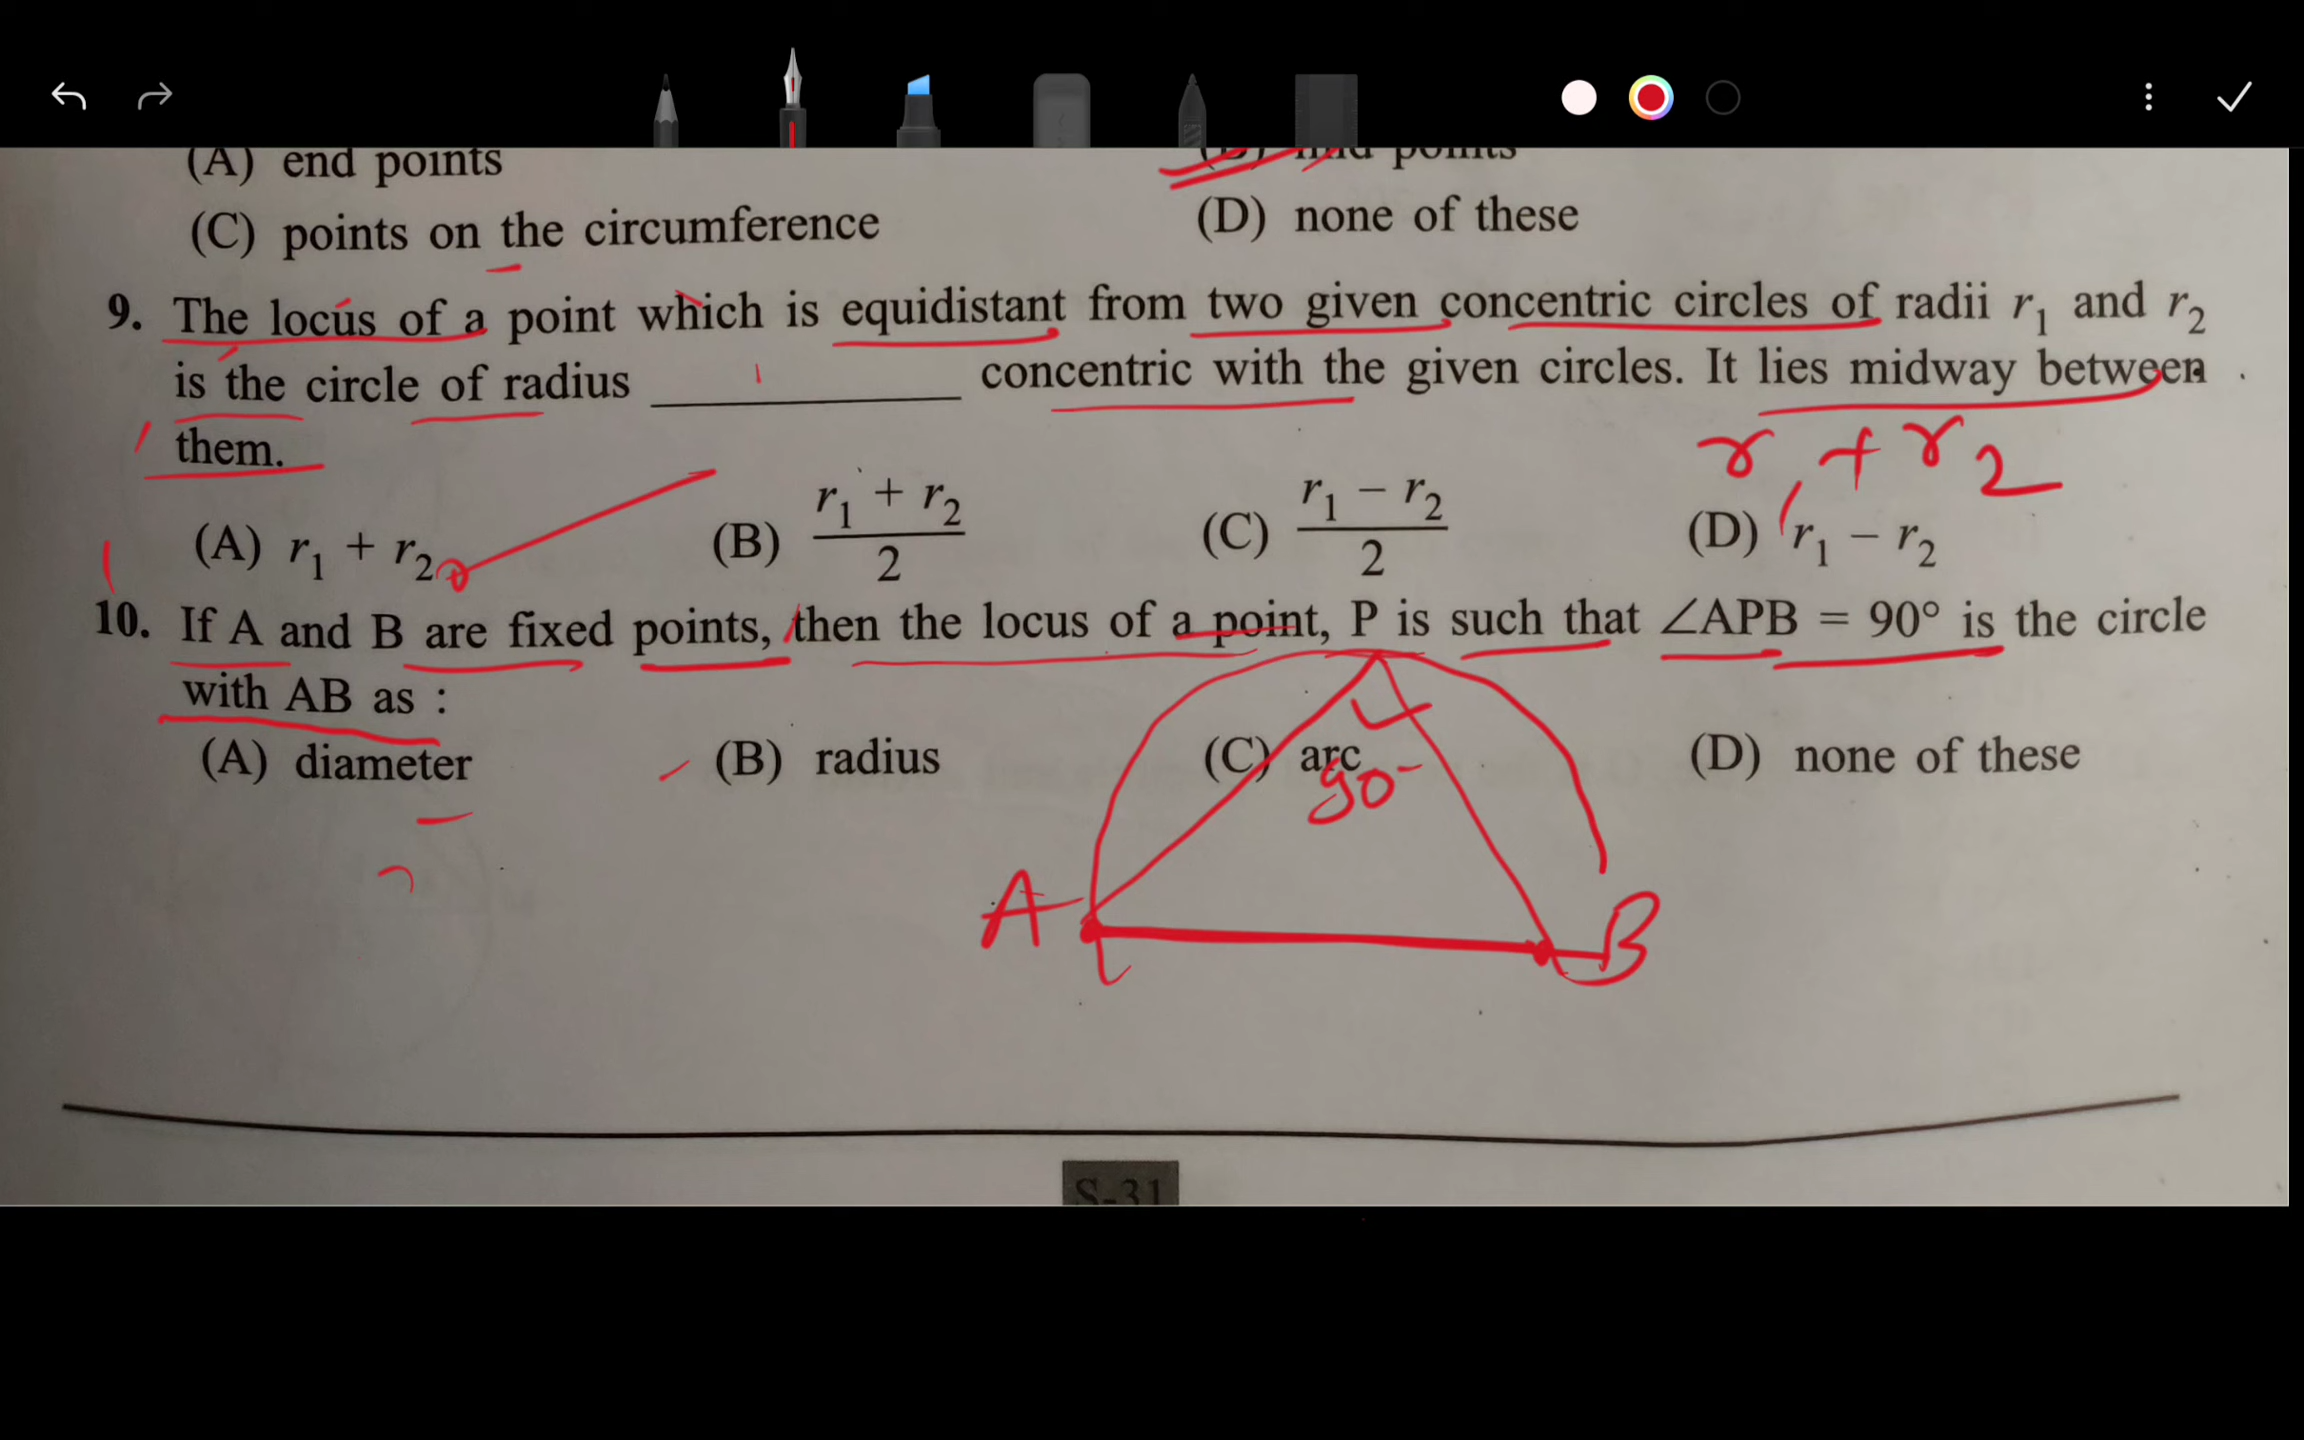 (A) end points
(B) mid points
(C) points on the circumference
(D) none of these
9. The locus of a point which is equidistant from two given concentric circles of radii r₁ and r₂
is the circle of radius __________ concentric with the given circles. It lies midway between
them.
r₁ + r₂
(A) r₁ + r₂
(B) (r₁ + r₂)/2
(C) (r₁ − r₂)/2
(D) r₁ − r₂
10. If A and B are fixed points, then the locus of a point, P is such that ∠APB = 90° is the circle
with AB as :
(A) diameter
(B) radius
(C) arc
(D) none of these
90
A
B
S-31